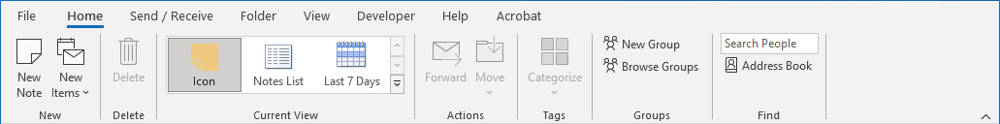 File Home Send / Receive Folder View Developer Help Acrobat
New Note
New Items
Delete
Icon
Notes List
Last 7 Days
Forward
Move
Categorize
New Group
Browse Groups
Search People
Address Book
New Delete Current View Actions Tags Groups Find